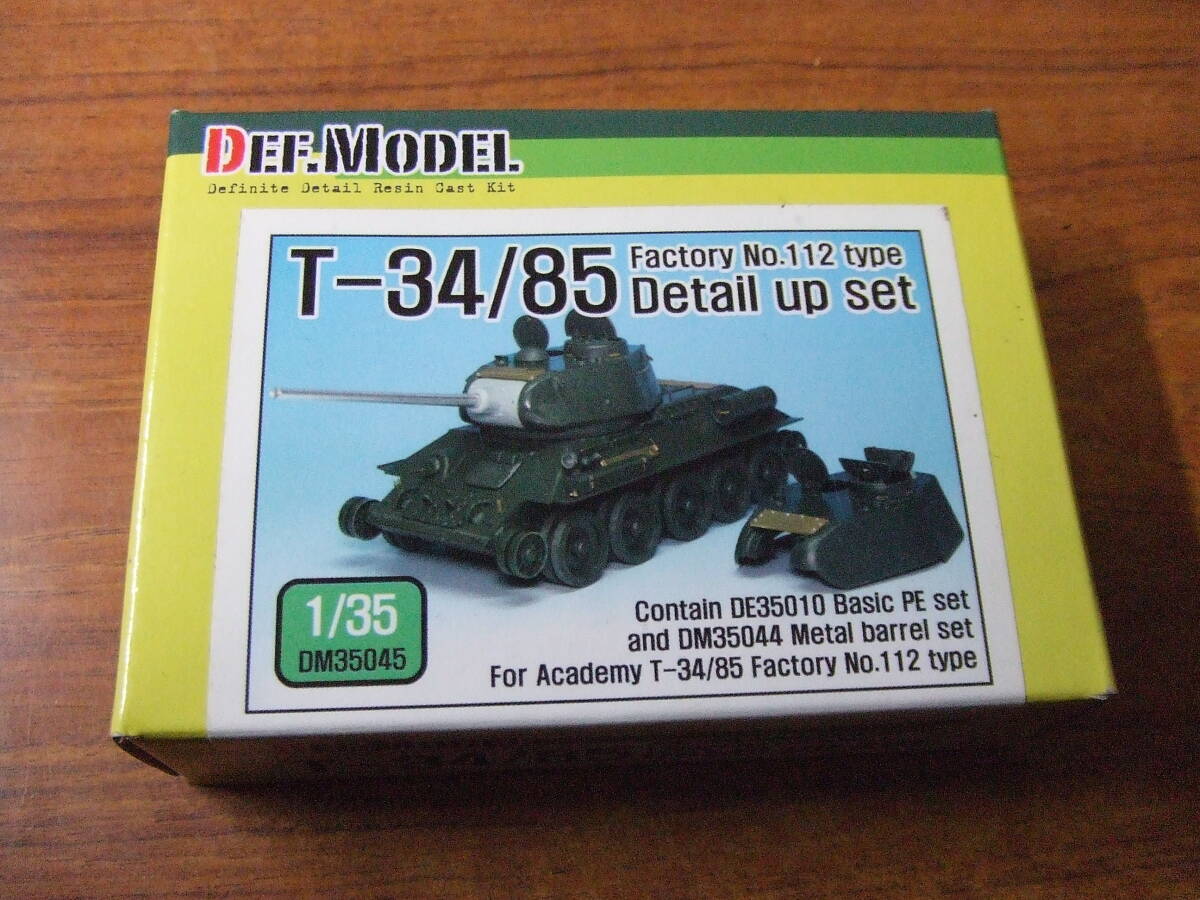 DEF.MODEL
Definite Detail Resin Cast Kit
T-34/85
Factory No.112 type
Detail up set
1/35
DM35045
Contain DE35010 Basic PE set
and DM35044 Metal barrel set
For Academy T-34/85 Factory No.112 type